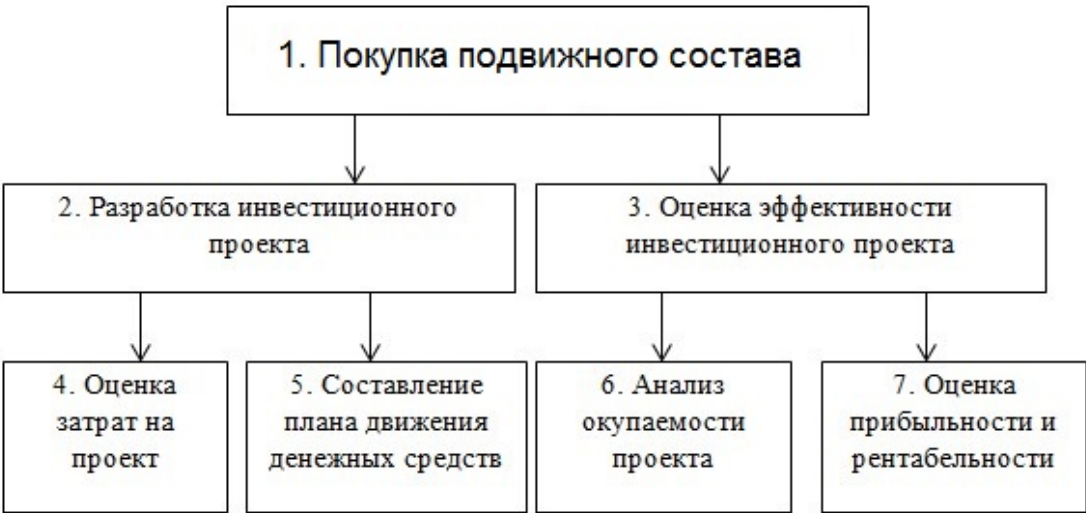 1. Покупка подвижного состава
2. Разработка инвестиционного
проекта
3. Оценка эффективности
инвестиционного проекта
4. Оценка
затрат на
проект
5. Составление
плана движения
денежных средств
6. Анализ
окупаемости
проекта
7. Оценка
прибыльности и
рентабельности